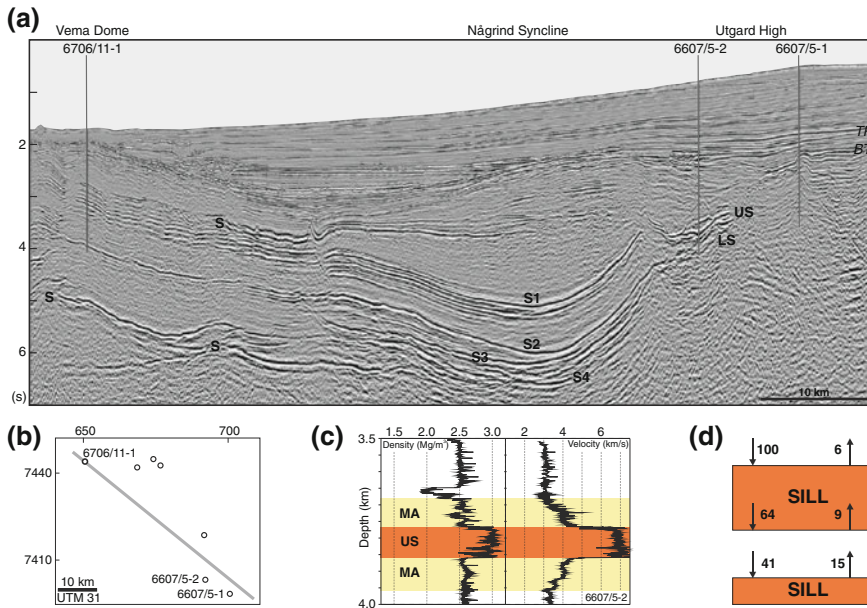 (a)
Vema Dome
Någrind Syncline
Utgard High
6706/11-1
6607/5-2
6607/5-1
2
4
6
(s)
BT
S
US
LS
S
S1
S2
S
S3
S4
10 km
(b)
650
700
7440
7410
6706/11-1
6607/5-2
6607/5-1
10 km
UTM 31
(c)
1.5 2.0 2.5 3.0 2 4 6
Density (Mg/m³) Velocity (km/s)
3.5
Depth (km)
4.0
MA
US
MA
6607/5-2
(d)
100 6
SILL
64 9
41 15
SILL